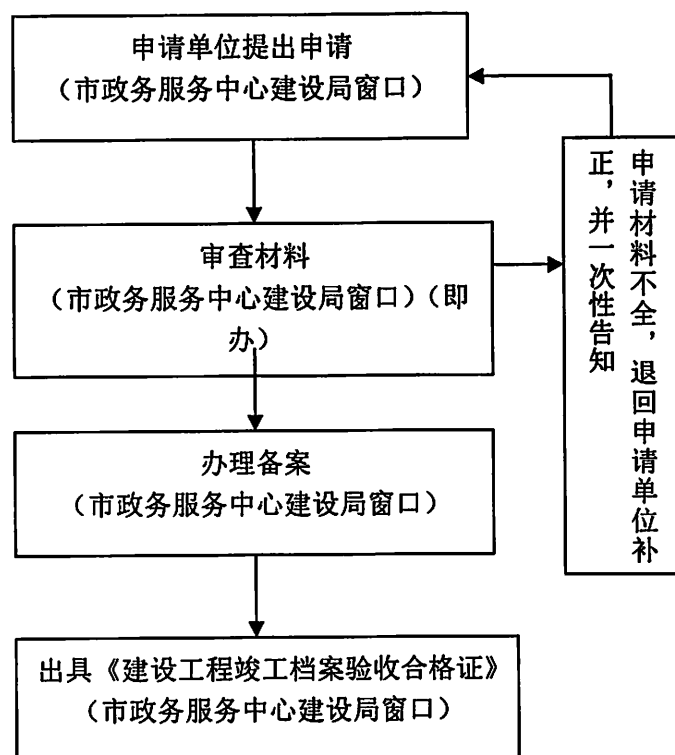 申请单位提出申请
（市政务服务中心建设局窗口）
审查材料
（市政务服务中心建设局窗口）（即
办）
申请材料不全，退回申请单位补
正，并一次性告知
办理备案
（市政务服务中心建设局窗口）
出具《建设工程竣工档案验收合格证》
（市政务服务中心建设局窗口）